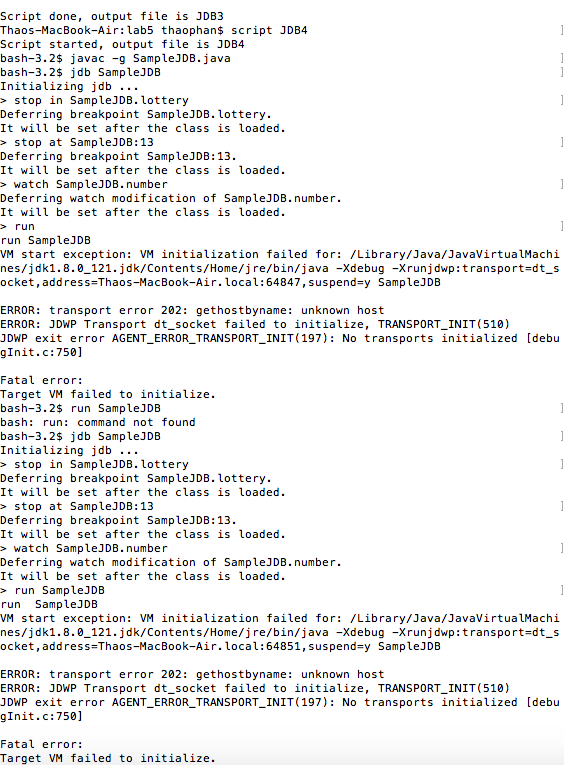 Script done, output file is JDB3
Thaos-MacBook-Air:lab5 thaophan$ script JDB4 ]
Script started, output file is JDB4
bash-3.2$ javac -g SampleJDB.java ]
bash-3.2$ jdb SampleJDB ]
Initializing jdb ...
> stop in SampleJDB.lottery ]
Deferring breakpoint SampleJDB.lottery.
It will be set after the class is loaded.
> stop at SampleJDB:13 ]
Deferring breakpoint SampleJDB:13.
It will be set after the class is loaded.
> watch SampleJDB.number ]
Deferring watch modification of SampleJDB.number.
It will be set after the class is loaded.
> run ]
run SampleJDB
VM start exception: VM initialization failed for: /Library/Java/JavaVirtualMachi
nes/jdk1.8.0_121.jdk/Contents/Home/jre/bin/java -Xdebug -Xrunjdwp:transport=dt_s
ocket,address=Thaos-MacBook-Air.local:64847,suspend=y SampleJDB
ERROR: transport error 202: gethostbyname: unknown host
ERROR: JDWP Transport dt_socket failed to initialize, TRANSPORT_INIT(510)
JDWP exit error AGENT_ERROR_TRANSPORT_INIT(197): No transports initialized [debu
gInit.c:750]
Fatal error:
Target VM failed to initialize.
bash-3.2$ run SampleJDB ]
bash: run: command not found
bash-3.2$ jdb SampleJDB ]
Initializing jdb ...
> stop in SampleJDB.lottery ]
Deferring breakpoint SampleJDB.lottery.
It will be set after the class is loaded.
> stop at SampleJDB:13 ]
Deferring breakpoint SampleJDB:13.
It will be set after the class is loaded.
> watch SampleJDB.number ]
Deferring watch modification of SampleJDB.number.
It will be set after the class is loaded.
> run SampleJDB ]
run  SampleJDB
VM start exception: VM initialization failed for: /Library/Java/JavaVirtualMachi
nes/jdk1.8.0_121.jdk/Contents/Home/jre/bin/java -Xdebug -Xrunjdwp:transport=dt_s
ocket,address=Thaos-MacBook-Air.local:64851,suspend=y SampleJDB
ERROR: transport error 202: gethostbyname: unknown host
ERROR: JDWP Transport dt_socket failed to initialize, TRANSPORT_INIT(510)
JDWP exit error AGENT_ERROR_TRANSPORT_INIT(197): No transports initialized [debu
gInit.c:750]
Fatal error:
Target VM failed to initialize.